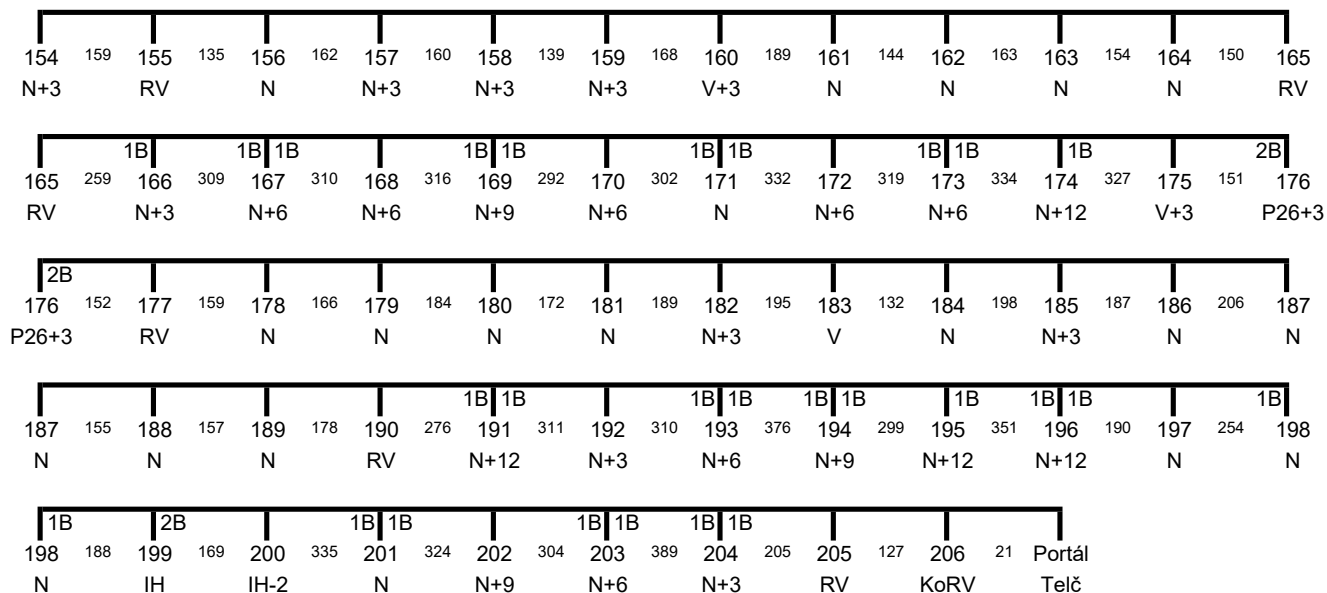 154 159 155 135 156 162 157 160 158 139 159 168 160 189 161 144 162 163 163 154 164 150 165
N+3 RV N N+3 N+3 N+3 V+3 N N N N RV
1B 1B 1B 1B 1B 1B 1B 1B 1B 1B 2B
165 259 166 309 167 310 168 316 169 292 170 302 171 332 172 319 173 334 174 327 175 151 176
RV N+3 N+6 N+6 N+9 N+6 N N+6 N+6 N+12 V+3 P26+3
2B
176 152 177 159 178 166 179 184 180 172 181 189 182 195 183 132 184 198 185 187 186 206 187
P26+3 RV N N N N N+3 V N N+3 N N
1B 1B 1B 1B 1B 1B 1B 1B 1B 1B
187 155 188 157 189 178 190 276 191 311 192 310 193 376 194 299 195 351 196 190 197 254 198
N N N RV N+12 N+3 N+6 N+9 N+12 N+12 N N
1B 2B 1B 1B 1B 1B 1B 1B
198 188 199 169 200 335 201 324 202 304 203 389 204 205 205 127 206 21 Portál
N IH IH-2 N N+9 N+6 N+3 RV KoRV Telč